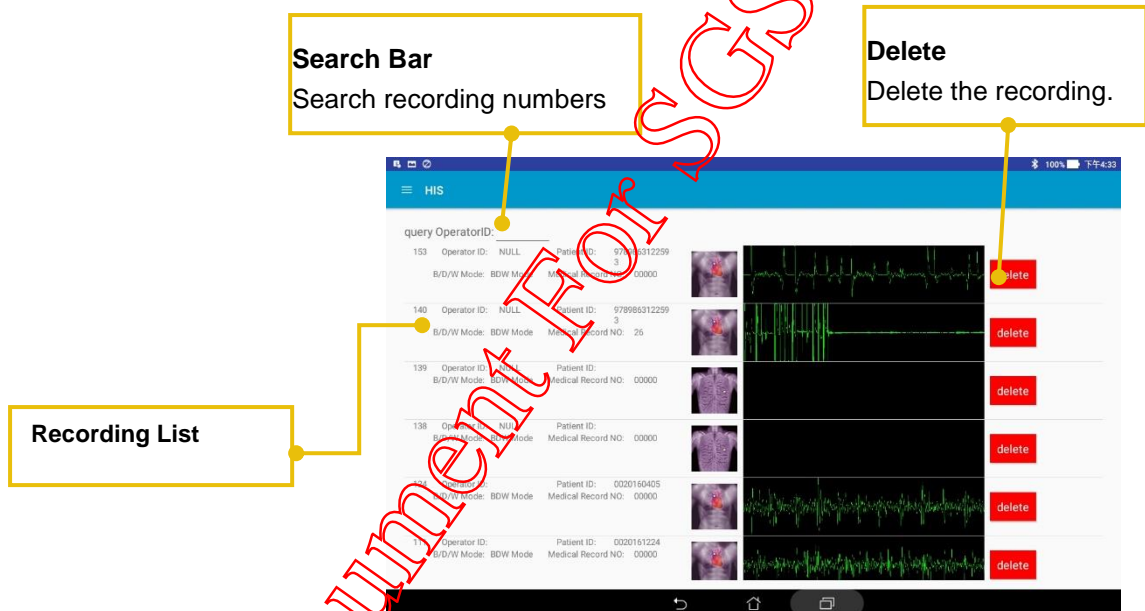 Search Bar
Search recording numbers
Delete
Delete the recording.
100% 下午4:33
HIS
query OperatorID:
153 Operator ID: NULL Patient ID: 978986312259
3
B/D/W Mode: BDW Mode Medical Record NO: 00000
delete
140 Operator ID: NULL Patient ID: 978986312259
3
B/D/W Mode: BDW Mode Medical Record NO: 26
delete
139 Operator ID: NULL Patient ID:
B/D/W Mode: BDW Mode Medical Record NO: 00000
delete
Recording List
138 Operator ID: NULL Patient ID:
B/D/W Mode: BDW Mode Medical Record NO: 00000
delete
Operator ID: Patient ID: 0020160405
B/D/W Mode: BDW Mode Medical Record NO: 00000
delete
Operator ID: Patient ID: 0020161224
B/D/W Mode: BDW Mode Medical Record NO: 00000
delete
ument For SGS